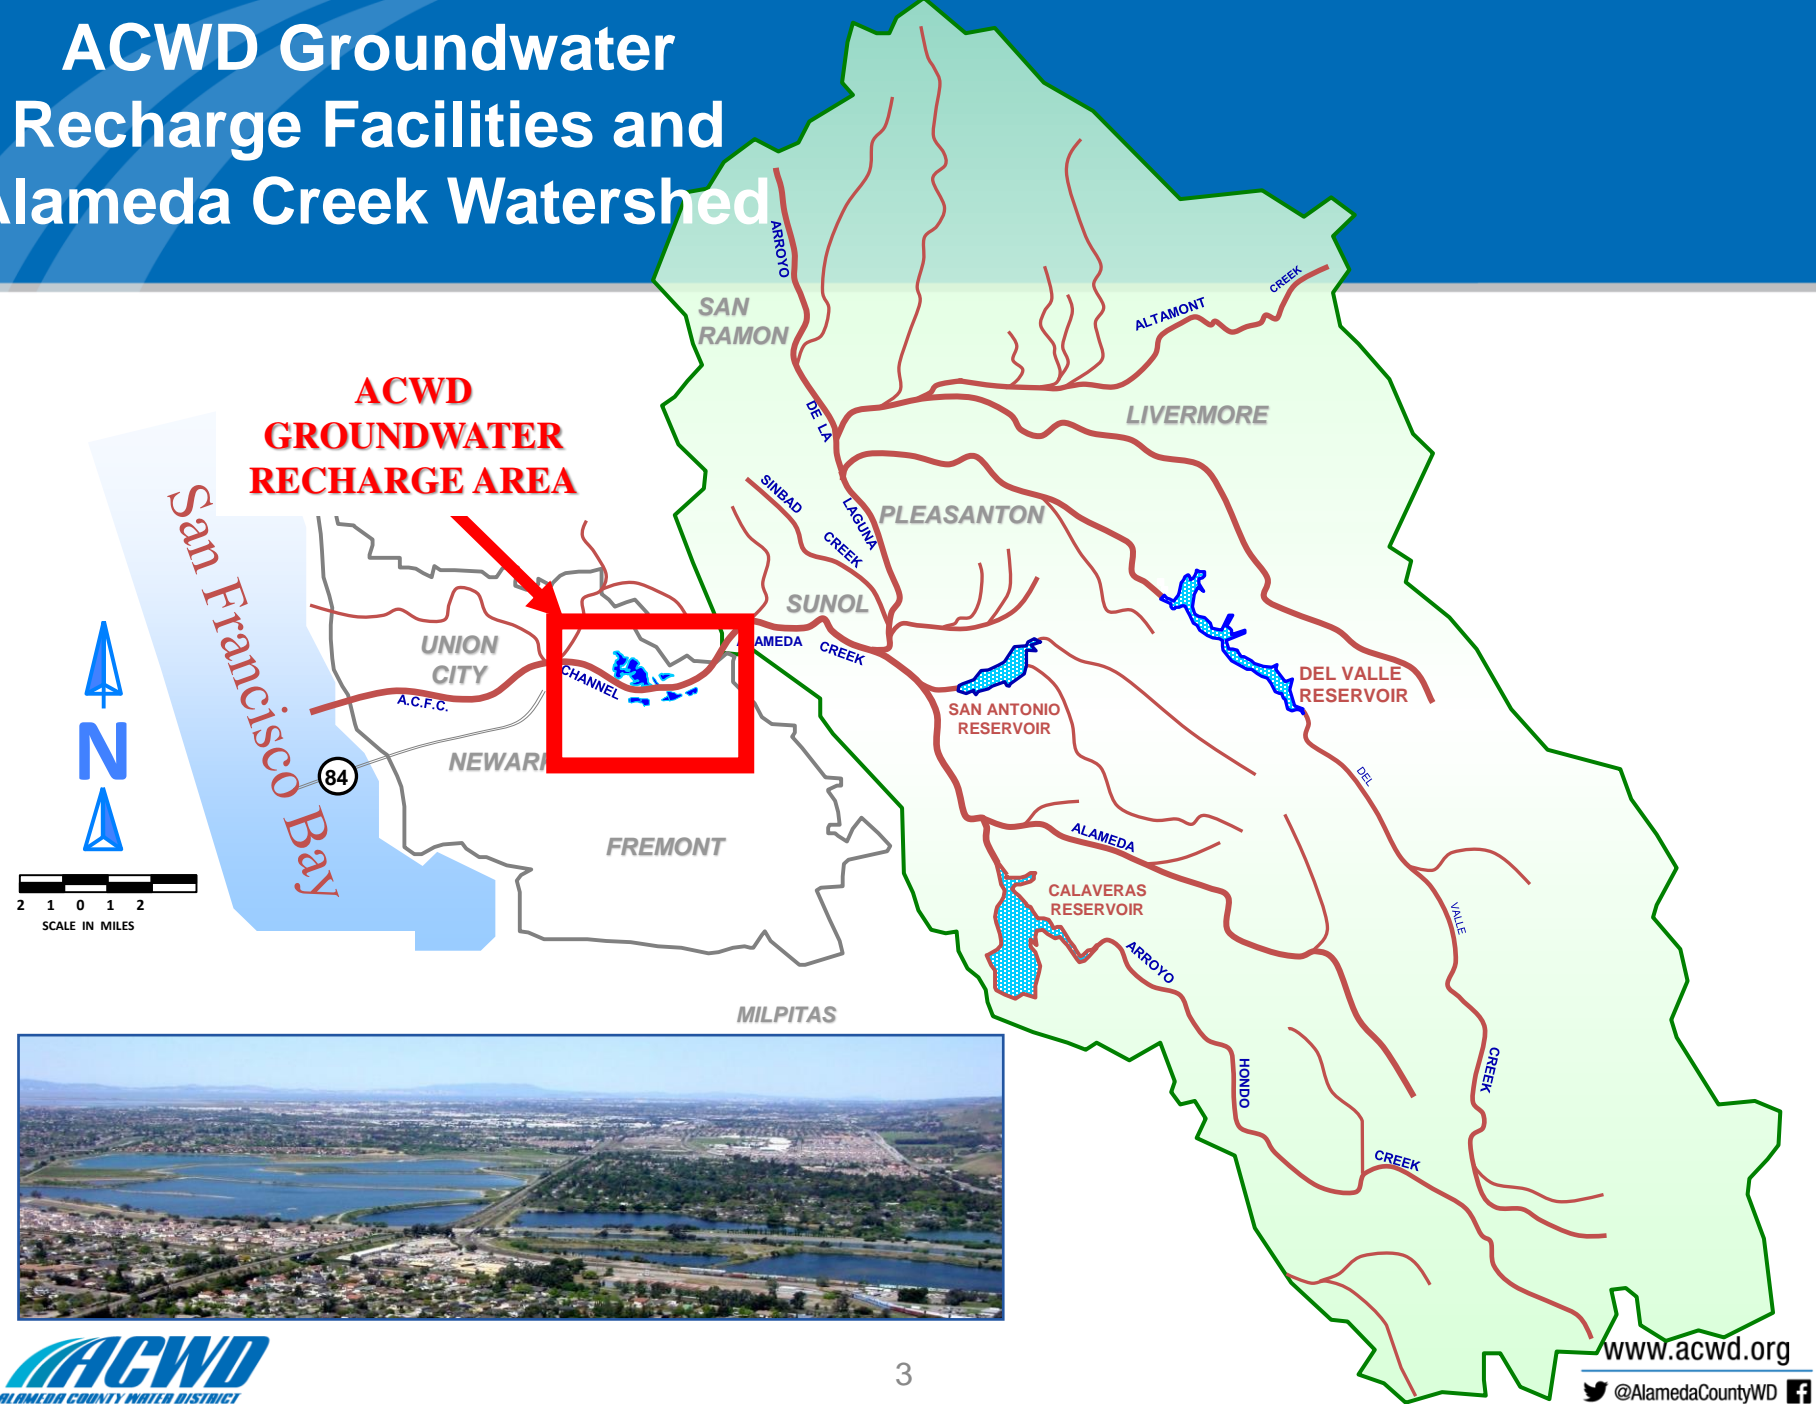 ACWD Groundwater
Recharge Facilities and
Alameda Creek Watershed
ARROYO
SAN
RAMON
ALTAMONT
CREEK
ACWD
GROUNDWATER
RECHARGE AREA
DE LA
LIVERMORE
SINBAD
CREEK
LAGUNA
PLEASANTON
San Francisco Bay
SUNOL
UNION
CITY
AMEDA
CREEK
CHANNEL
A.C.F.C.
DEL VALLE
RESERVOIR
SAN ANTONIO
RESERVOIR
N
NEWAR
84
DEL
FREMONT
ALAMEDA
2 1 0 1 2
SCALE IN MILES
CALAVERAS
RESERVOIR
VALLE
ARROYO
MILPITAS
HONDO
CREEK
CREEK
ACWD
ALAMEDA COUNTY WATER DISTRICT
3
www.acwd.org
@AlamedaCountyWD f